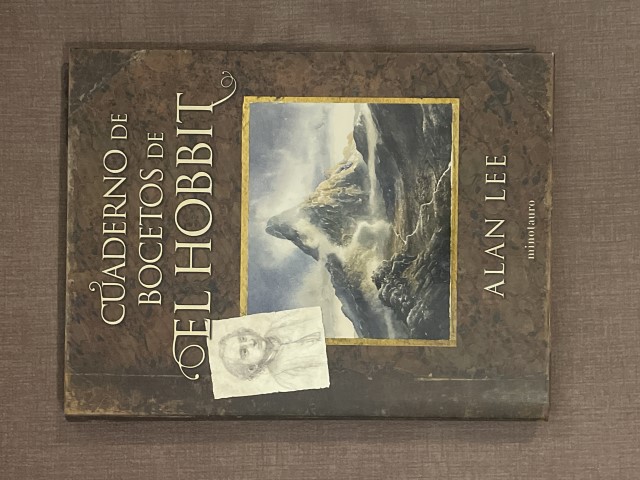 CUADERNO DE
BOCETOS DE
EL HOBBIT
ALAN LEE
minotauro